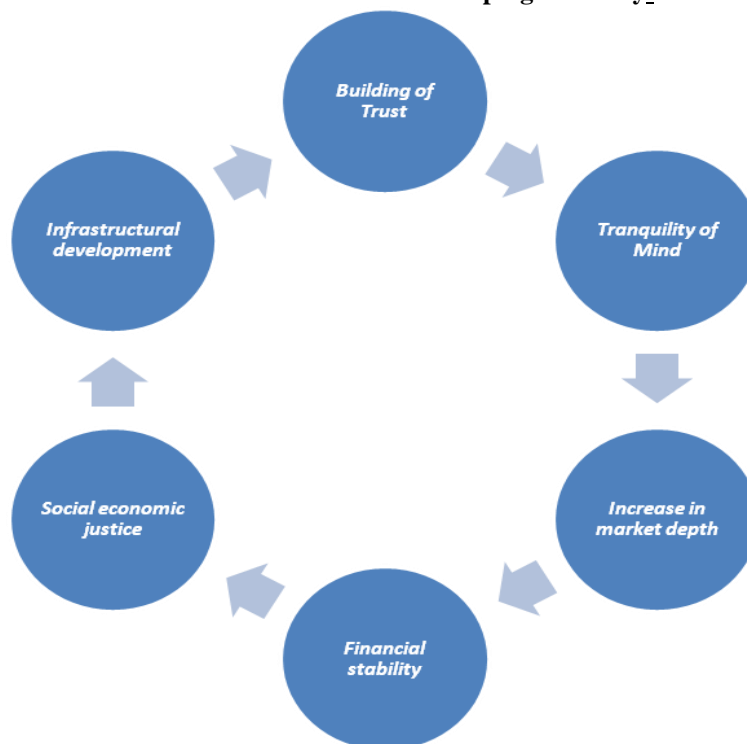 Building of
Trust
Tranquility of
Mind
Increase in
market depth
Financial
stability
Social economic
justice
Infrastructural
development